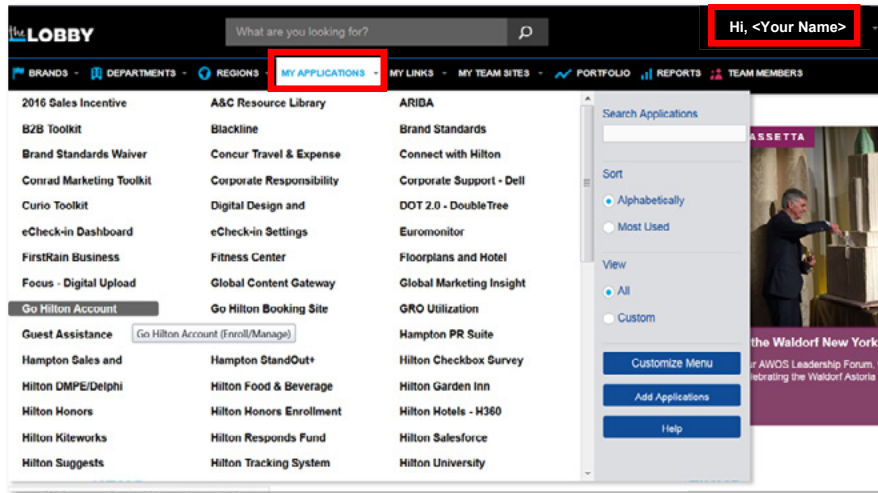 the LOBBY
What are you looking for?
Hi, <Your Name>
BRANDS DEPARTMENTS REGIONS MY APPLICATIONS MY LINKS MY TEAM SITES PORTFOLIO REPORTS TEAM MEMBERS
2016 Sales Incentive A&C Resource Library ARIBA
B2B Toolkit Blackline Brand Standards
Brand Standards Waiver Concur Travel & Expense Connect with Hilton
Conrad Marketing Toolkit Corporate Responsibility Corporate Support - Dell
Curio Toolkit Digital Design and DOT 2.0 - DoubleTree
eCheck-in Dashboard eCheck-in Settings Euromonitor
FirstRain Business Fitness Center Floorplans and Hotel
Focus - Digital Upload Global Content Gateway Global Marketing Insight
Go Hilton Account Go Hilton Booking Site GRO Utilization
Guest Assistance Go Hilton Account (Enroll/Manage) Hampton PR Suite
Hampton Sales and Hampton StandOut+ Hilton Checkbox Survey
Hilton DMPE/Delphi Hilton Food & Beverage Hilton Garden Inn
Hilton Honors Hilton Honors Enrollment Hilton Hotels - H360
Hilton Kiteworks Hilton Responds Fund Hilton Salesforce
Hilton Suggests Hilton Tracking System Hilton University
Search Applications
Sort
Alphabetically
Most Used
View
All
Custom
Customize Menu
Add Applications
Help
ASSETTA
the Waldorf New York
AWOS Leadership Forum.
lebrating the Waldorf Astoria